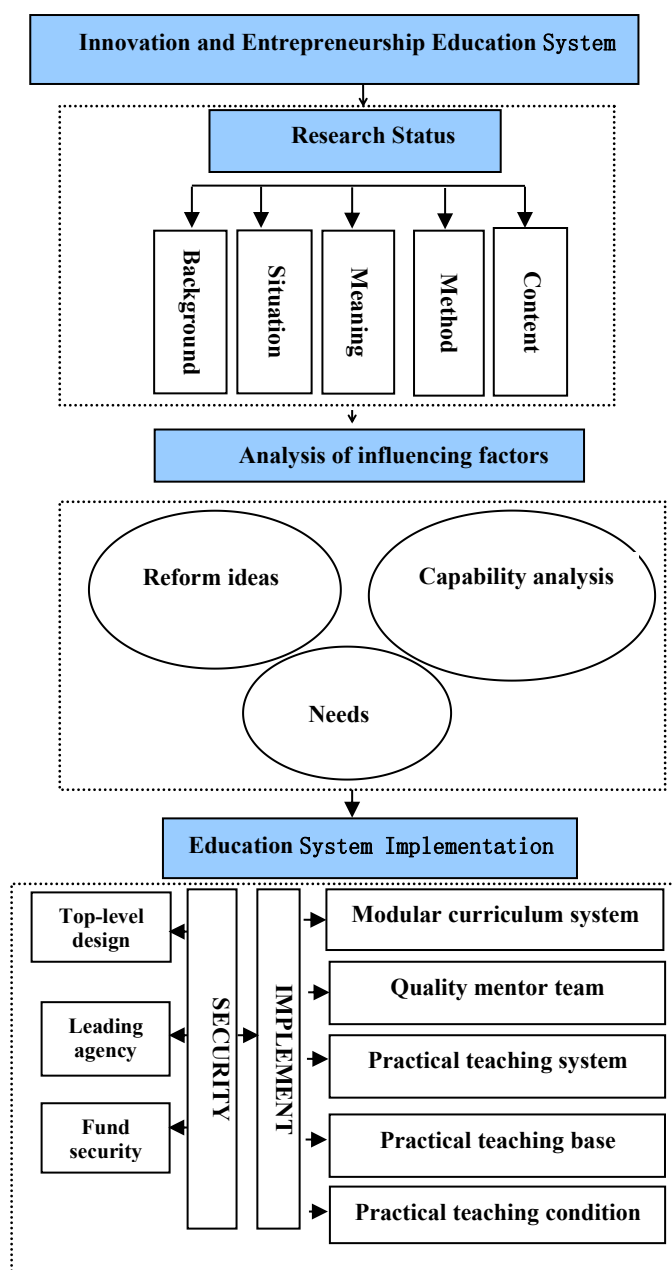 Innovation and Entrepreneurship Education System
Research Status
Background
Situation
Meaning
Method
Content
Analysis of influencing factors
Reform ideas
Capability analysis
Needs
Education System Implementation
Top-level
design
Leading
agency
Fund
security
SECURITY
IMPLEMENT
Modular curriculum system
Quality mentor team
Practical teaching system
Practical teaching base
Practical teaching condition